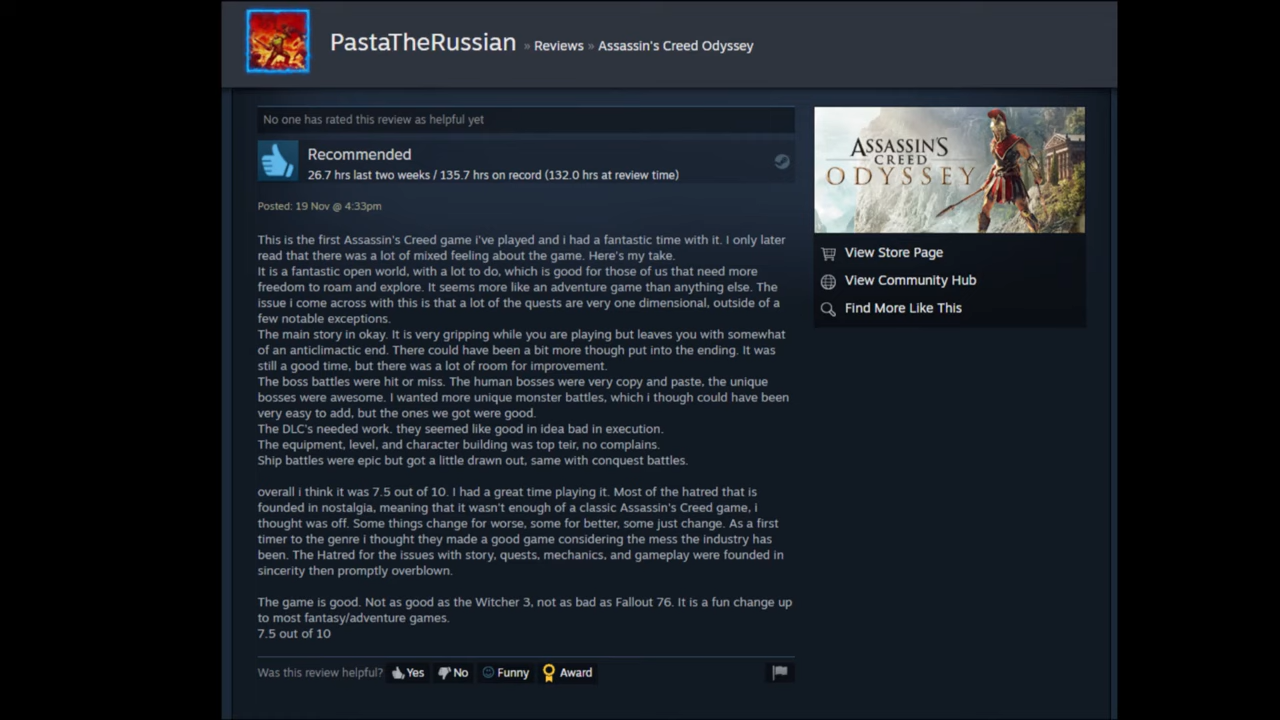 PastaTheRussian » Reviews » Assassin's Creed Odyssey
No one has rated this review as helpful yet
Recommended
26.7 hrs last two weeks / 135.7 hrs on record (132.0 hrs at review time)
Posted: 19 Nov @ 4:33pm
This is the first Assassin's Creed game i've played and i had a fantastic time with it. I only later
read that there was a lot of mixed feeling about the game. Here's my take.
It is a fantastic open world, with a lot to do, which is good for those of us that need more
freedom to roam and explore. It seems more like an adventure game than anything else. The
issue i come across with this is that a lot of the quests are very one dimensional, outside of a
few notable exceptions.
The main story in okay. It is very gripping while you are playing but leaves you with somewhat
of an anticlimactic end. There could have been a bit more though put into the ending. It was
still a good time, but there was a lot of room for improvement.
The boss battles were hit or miss. The human bosses were very copy and paste, the unique
bosses were awesome. I wanted more unique monster battles, which i though could have been
very easy to add, but the ones we got were good.
The DLC's needed work. they seemed like good in idea bad in execution.
The equipment, level, and character building was top teir, no complains.
Ship battles were epic but got a little drawn out, same with conquest battles.
overall i think it was 7.5 out of 10. I had a great time playing it. Most of the hatred that is
founded in nostalgia, meaning that it wasn't enough of a classic Assassin's Creed game, i
thought was off. Some things change for worse, some for better, some just change. As a first
timer to the genre i thought they made a good game considering the mess the industry has
been. The Hatred for the issues with story, quests, mechanics, and gameplay were founded in
sincerity then promptly overblown.
The game is good. Not as good as the Witcher 3, not as bad as Fallout 76. It is a fun change up
to most fantasy/adventure games.
7.5 out of 10
Was this review helpful? Yes No Funny Award
ASSASSIN'S
CREED
ODYSSEY
View Store Page
View Community Hub
Find More Like This